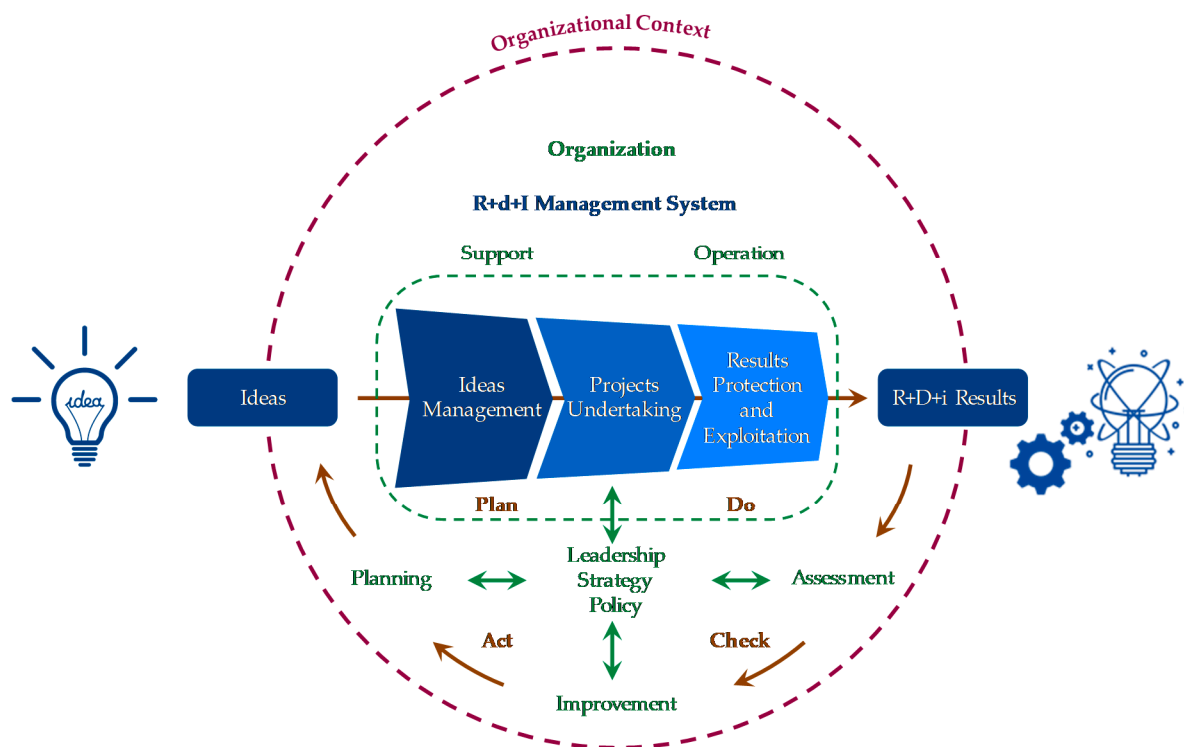 Organizational Context
Organization
R+d+I Management System
Support
Operation
idea
Ideas
Ideas
Management
Projects
Undertaking
Results
Protection
and
Exploitation
R+D+i Results
Plan
Do
Leadership
Strategy
Policy
Planning
Assessment
Act
Check
Improvement